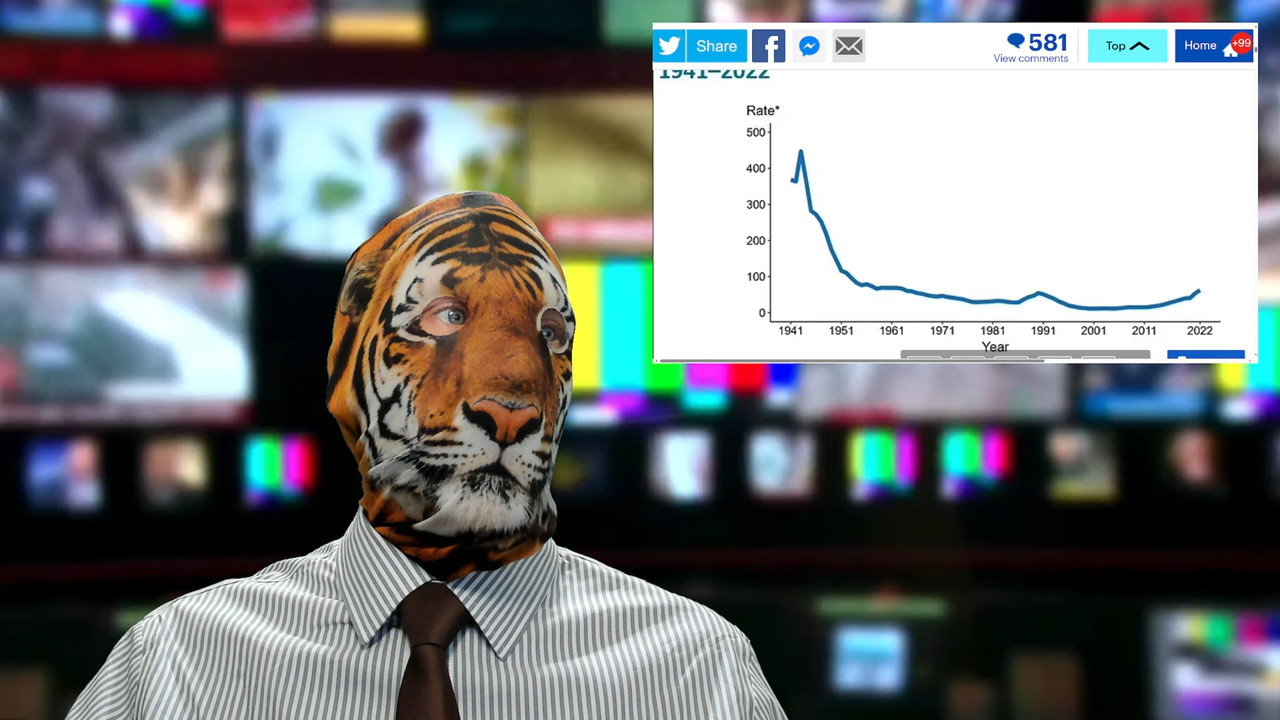 Share
581
View comments
Top
Home
+99
1941–2022
Rate*
500
400
300
200
100
0
1941 1951 1961 1971 1981 1991 2001 2011 2022
Year